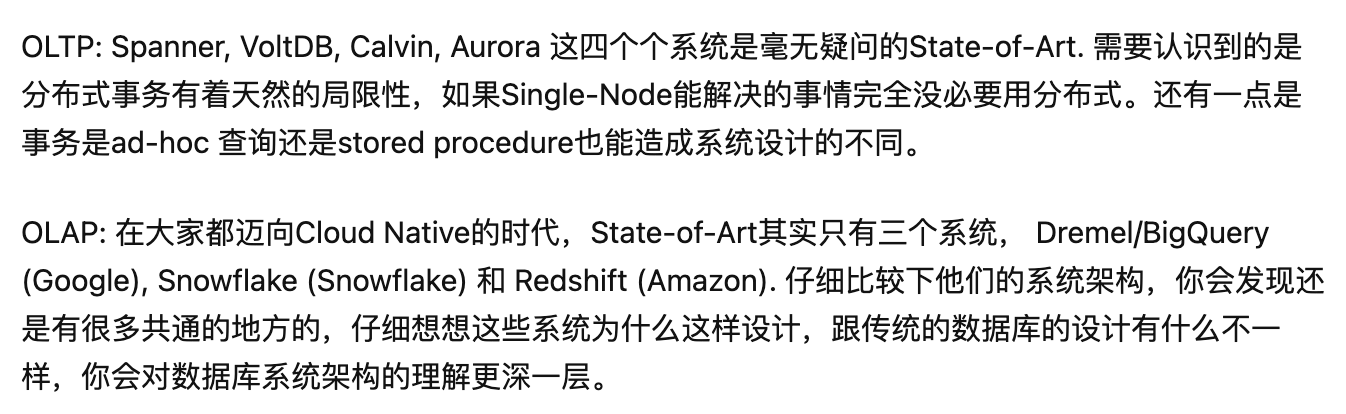 OLTP: Spanner, VoltDB, Calvin, Aurora 这四个个系统是毫无疑问的State-of-Art. 需要认识到的是
分布式事务有着天然的局限性，如果Single-Node能解决的事情完全没必要用分布式。还有一点是
事务是ad-hoc 查询还是stored procedure也能造成系统设计的不同。
OLAP: 在大家都迈向Cloud Native的时代，State-of-Art其实只有三个系统， Dremel/BigQuery
(Google), Snowflake (Snowflake) 和 Redshift (Amazon). 仔细比较下他们的系统架构，你会发现还
是有很多共通的地方的，仔细想想这些系统为什么这样设计，跟传统的数据库的设计有什么不一
样，你会对数据库系统架构的理解更深一层。